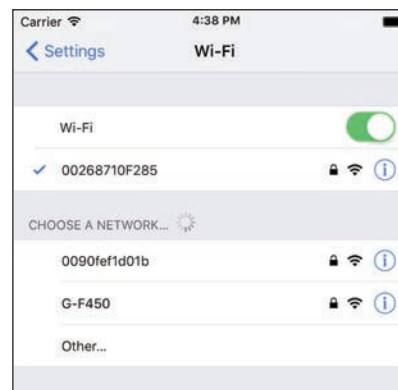 Carrier 4:38 PM
Settings Wi-Fi
Wi-Fi
00268710F285
CHOOSE A NETWORK...
0090fef1d01b
G-F450
Other...